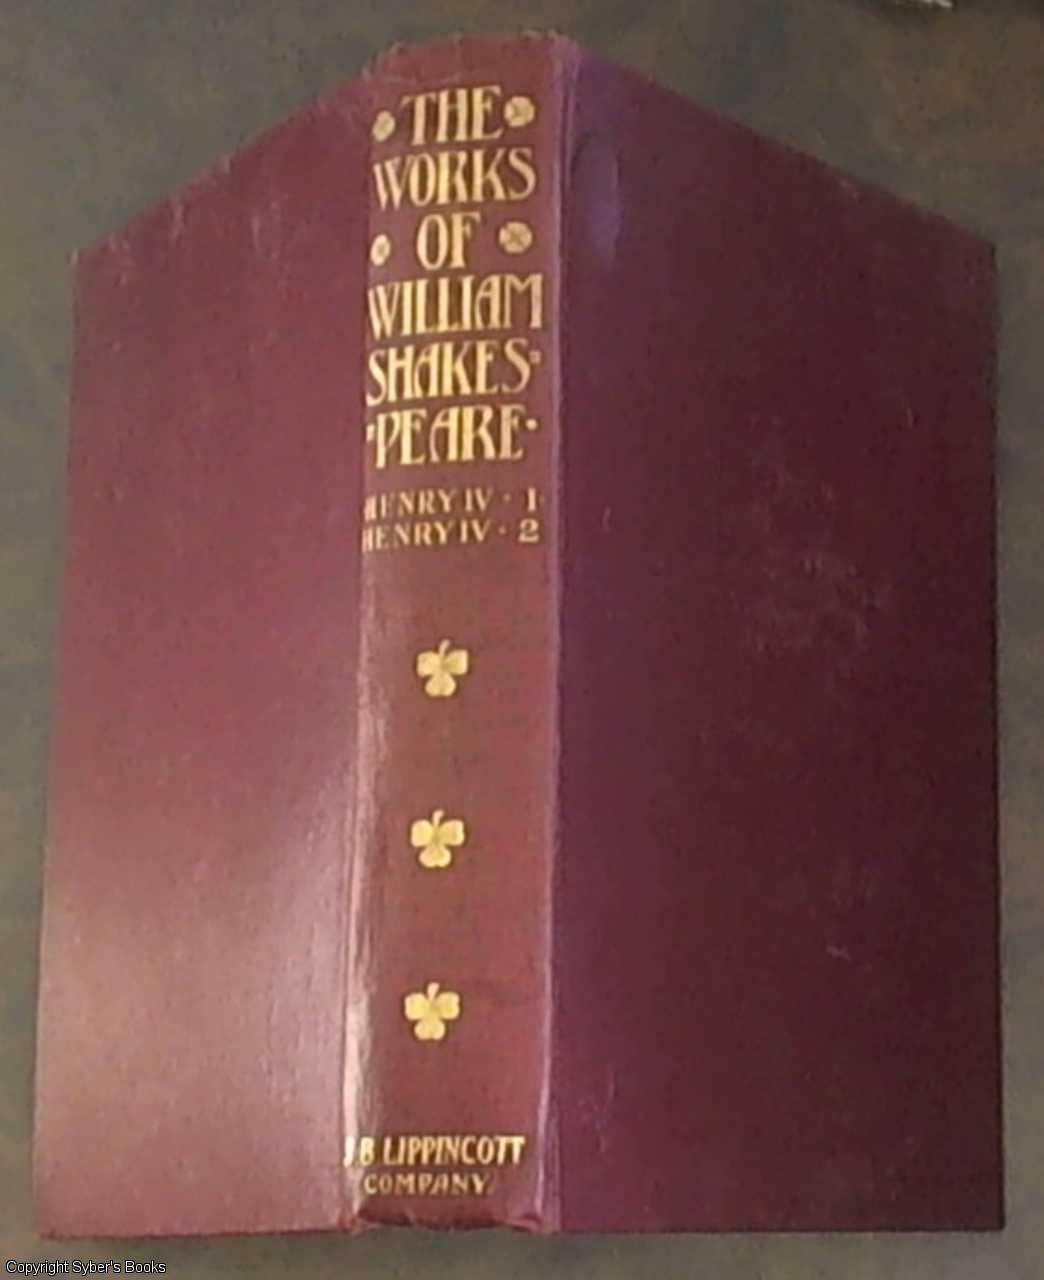 THE
WORKS
OF
WILLIAM
SHAKES-
-PEARE-
HENRY IV · 1
HENRY IV · 2
J.B. LIPPINCOTT
COMPANY.
Copyright Syber's Books